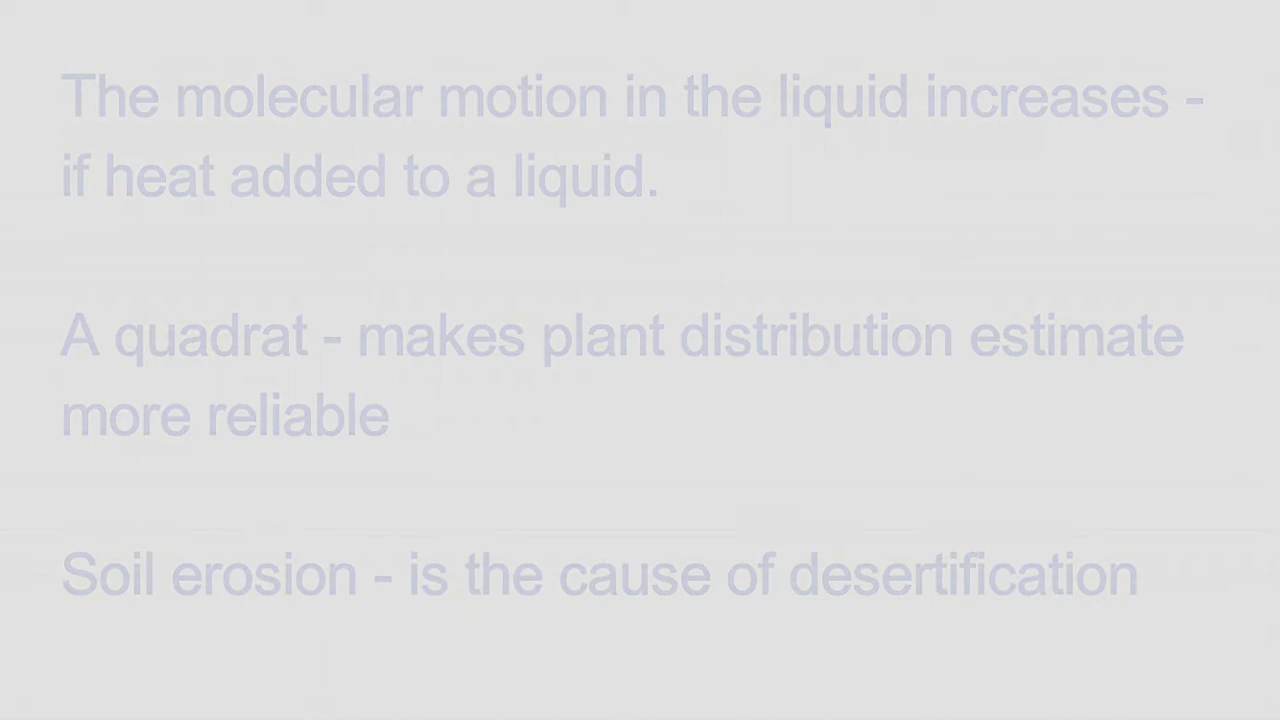 The molecular motion in the liquid increases -
if heat added to a liquid.
A quadrat - makes plant distribution estimate
more reliable
Soil erosion - is the cause of desertification